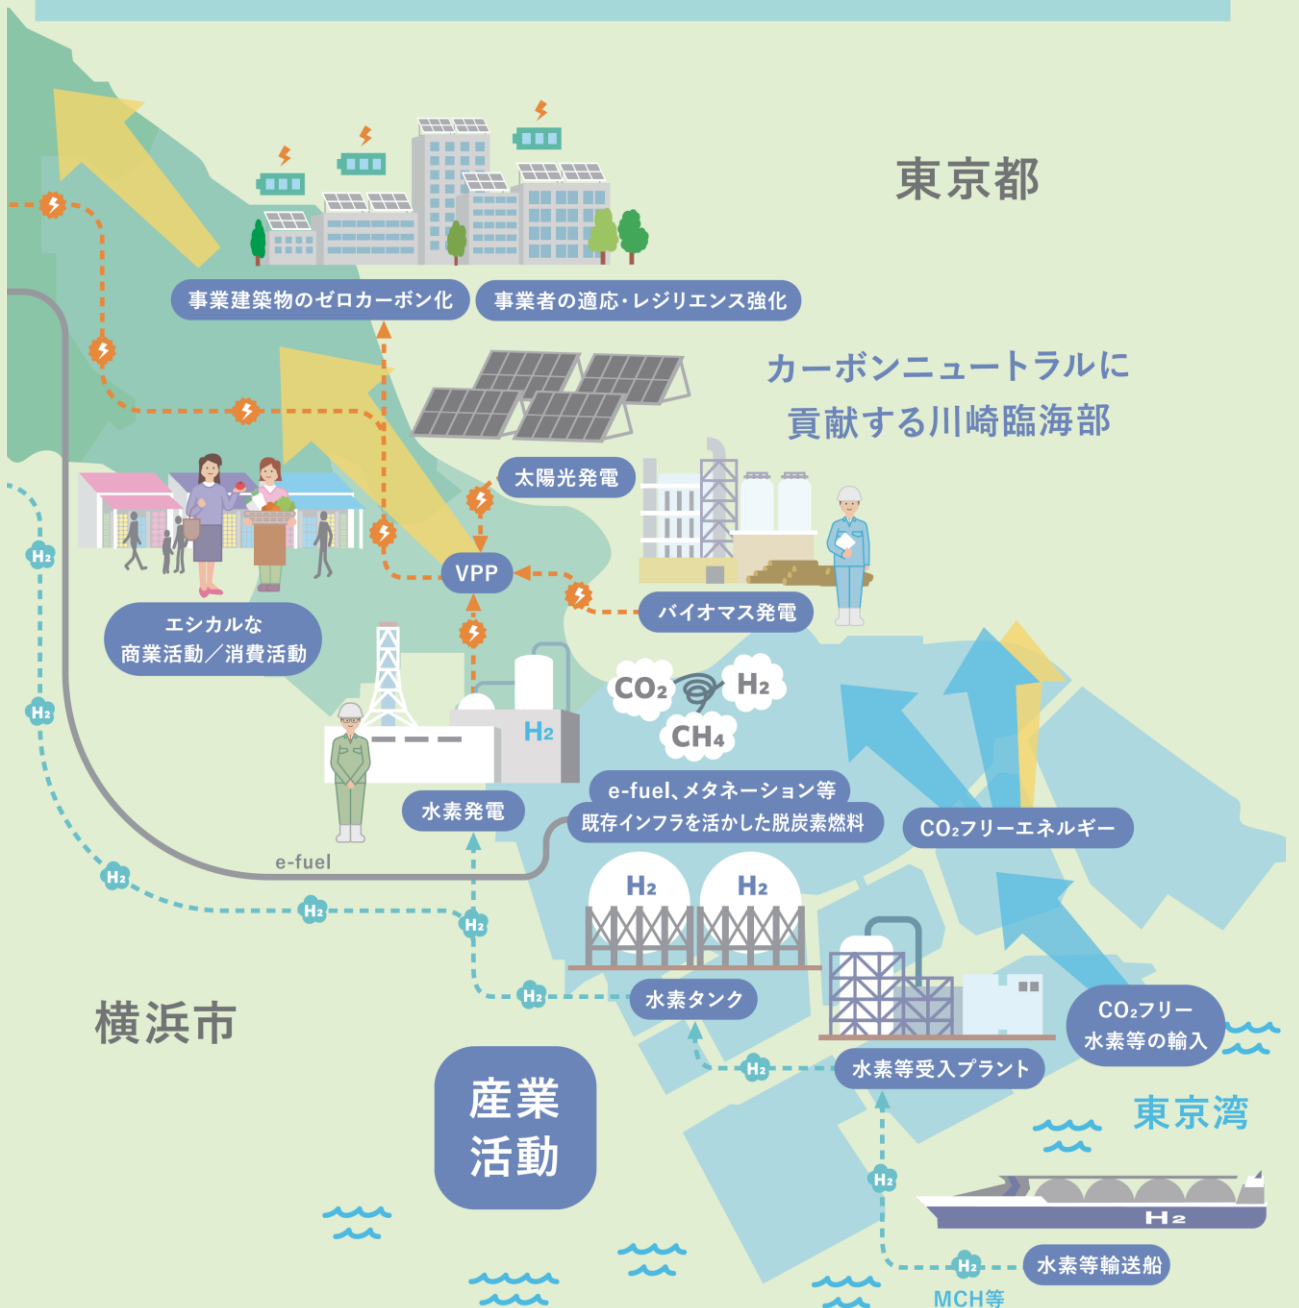 東京都
事業建築物のゼロカーボン化
事業者の適応・レジリエンス強化
カーボンニュートラルに
貢献する川崎臨海部
太陽光発電
VPP
バイオマス発電
エシカルな
商業活動／消費活動
H₂
H₂
CO₂
H₂
CH₄
H₂
水素発電
e-fuel、メタネーション等
既存インフラを活かした脱炭素燃料
CO₂フリーエネルギー
e-fuel
H₂
H₂
H₂
H₂
H₂
H₂
水素タンク
横浜市
CO₂フリー
水素等の輸入
H₂
水素等受入プラント
産業
活動
東京湾
H₂
H₂
H₂
水素等輸送船
MCH等